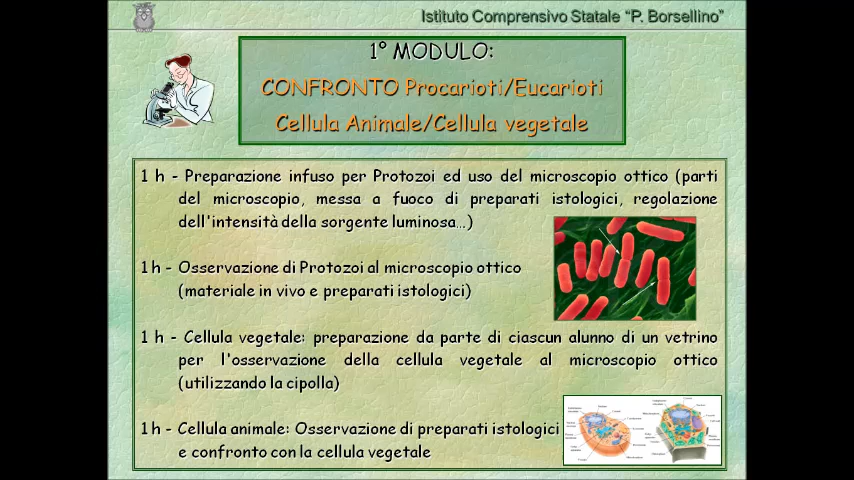 Istituto Comprensivo Statale “P. Borsellino”
1° MODULO:
CONFRONTO Procarioti/Eucarioti
Cellula Animale/Cellula vegetale
1 h - Preparazione infuso per Protozoi ed uso del microscopio ottico (parti
del microscopio, messa a fuoco di preparati istologici, regolazione
dell'intensità della sorgente luminosa…)
1 h - Osservazione di Protozoi al microscopio ottico
(materiale in vivo e preparati istologici)
1 h - Cellula vegetale: preparazione da parte di ciascun alunno di un vetrino
per l'osservazione della cellula vegetale al microscopio ottico
(utilizzando la cipolla)
1 h - Cellula animale: Osservazione di preparati istologici
e confronto con la cellula vegetale